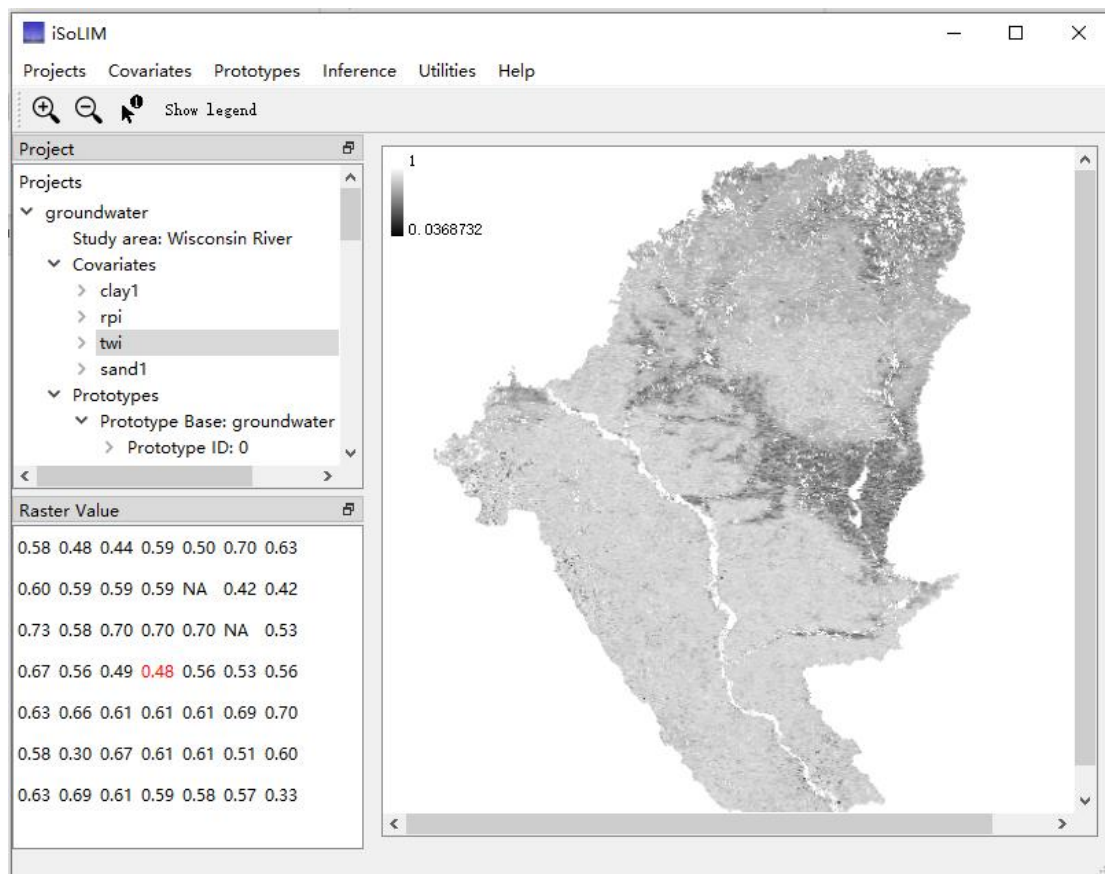 iSoLIM
Projects Covariates Prototypes Inference Utilities Help
1 Show legend
Project
Projects
groundwater
Study area: Wisconsin River
Covariates
clay1
rpi
twi
sand1
Prototypes
Prototype Base: groundwater
Prototype ID: 0
Raster Value
0.58 0.48 0.44 0.59 0.50 0.70 0.63
0.60 0.59 0.59 0.59 NA 0.42 0.42
0.73 0.58 0.70 0.70 0.70 NA 0.53
0.67 0.56 0.49 0.48 0.56 0.53 0.56
0.63 0.66 0.61 0.61 0.61 0.69 0.70
0.58 0.30 0.67 0.61 0.61 0.51 0.60
0.63 0.69 0.61 0.59 0.58 0.57 0.33
1
0.0368732